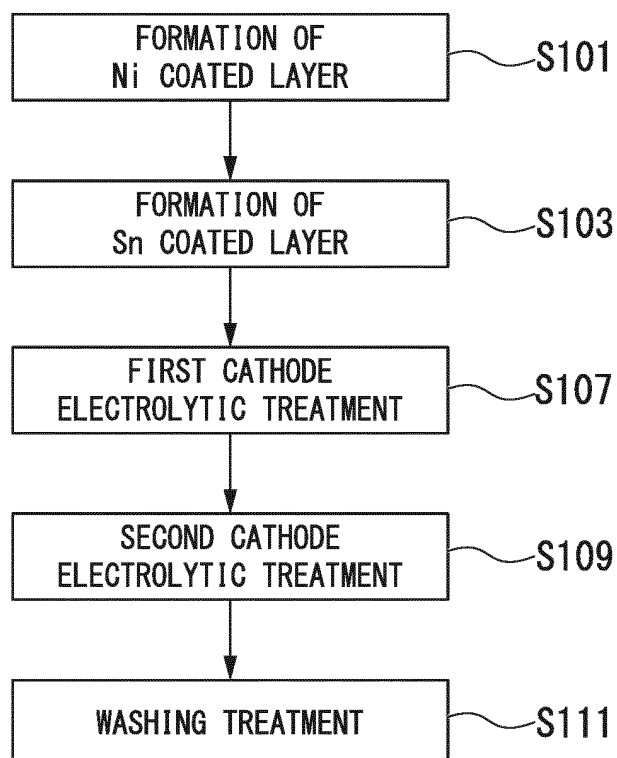 FORMATION OF
Ni COATED LAYER
S101
FORMATION OF
Sn COATED LAYER
S103
FIRST CATHODE
ELECTROLYTIC TREATMENT
S107
SECOND CATHODE
ELECTROLYTIC TREATMENT
S109
WASHING TREATMENT
S111